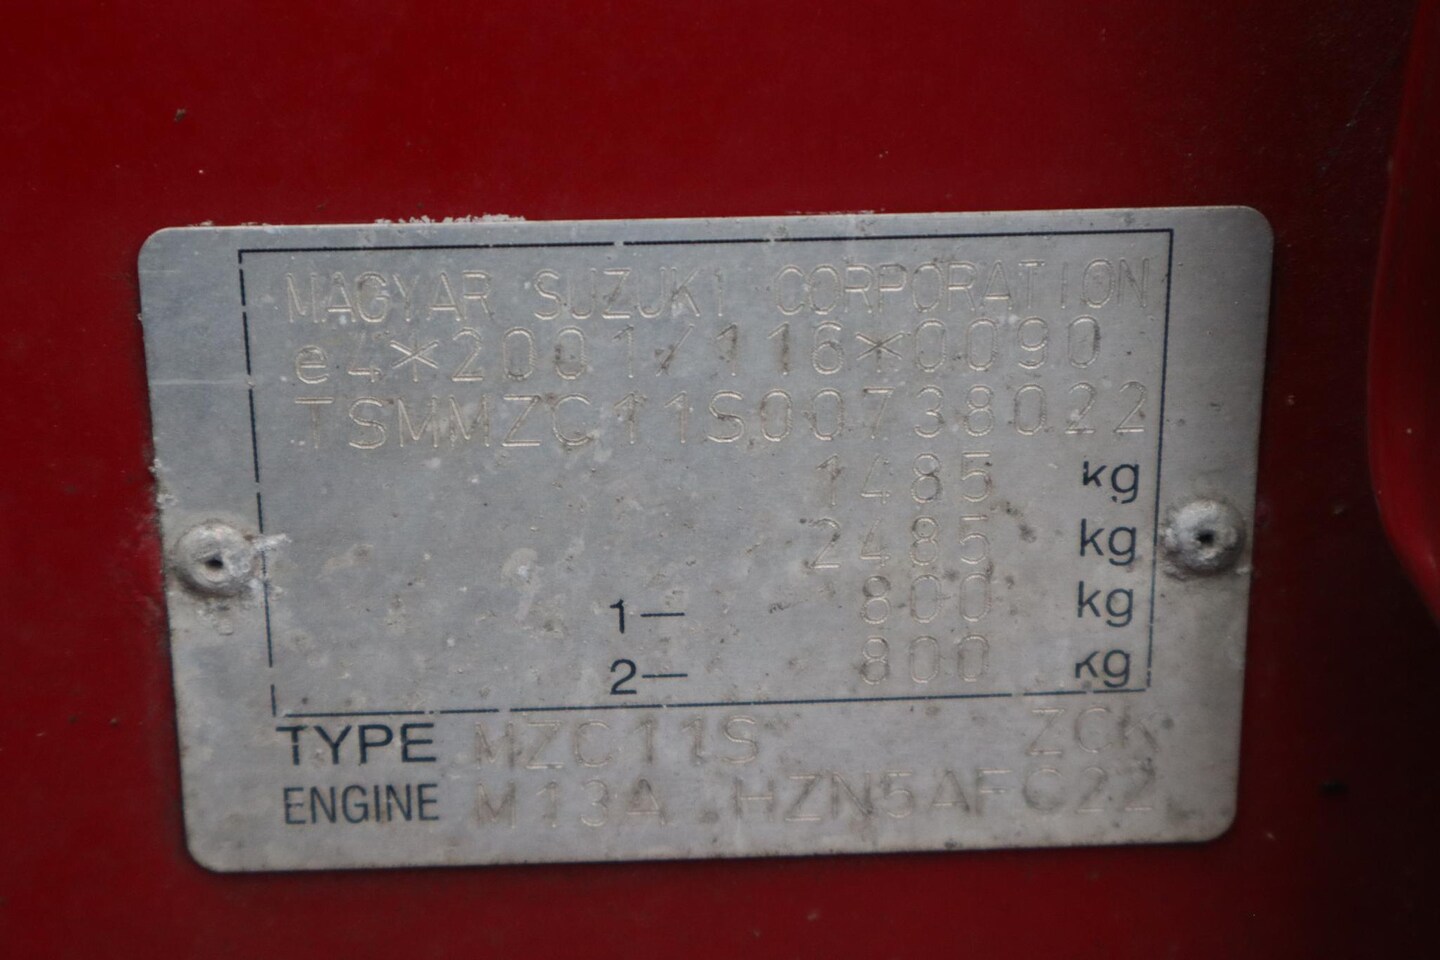 MAGYAR SUZUKI CORPORATION
e4*2001/116*0090
TSMMZC11S00738022
1485 kg
2485 kg
1— 800 kg
2— 800 kg
TYPE MZC11S ZCK
ENGINE M13A HZN5AFC22